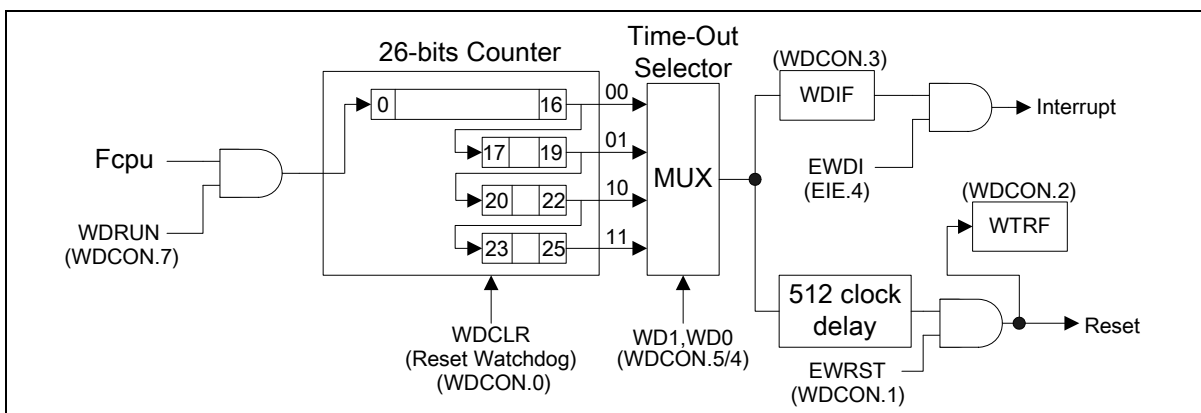 26-bits Counter
Time-Out
Selector
(WDCON.3)
WDIF
Interrupt
EWDI
(EIE.4)
0
16
00
17
19
01
20
22
10
23
25
11
MUX
Fcpu
WDRUN
(WDCON.7)
(WDCON.2)
WTRF
512 clock
delay
Reset
EWRST
(WDCON.1)
WDCLR
(Reset Watchdog)
(WDCON.0)
WD1,WD0
(WDCON.5/4)